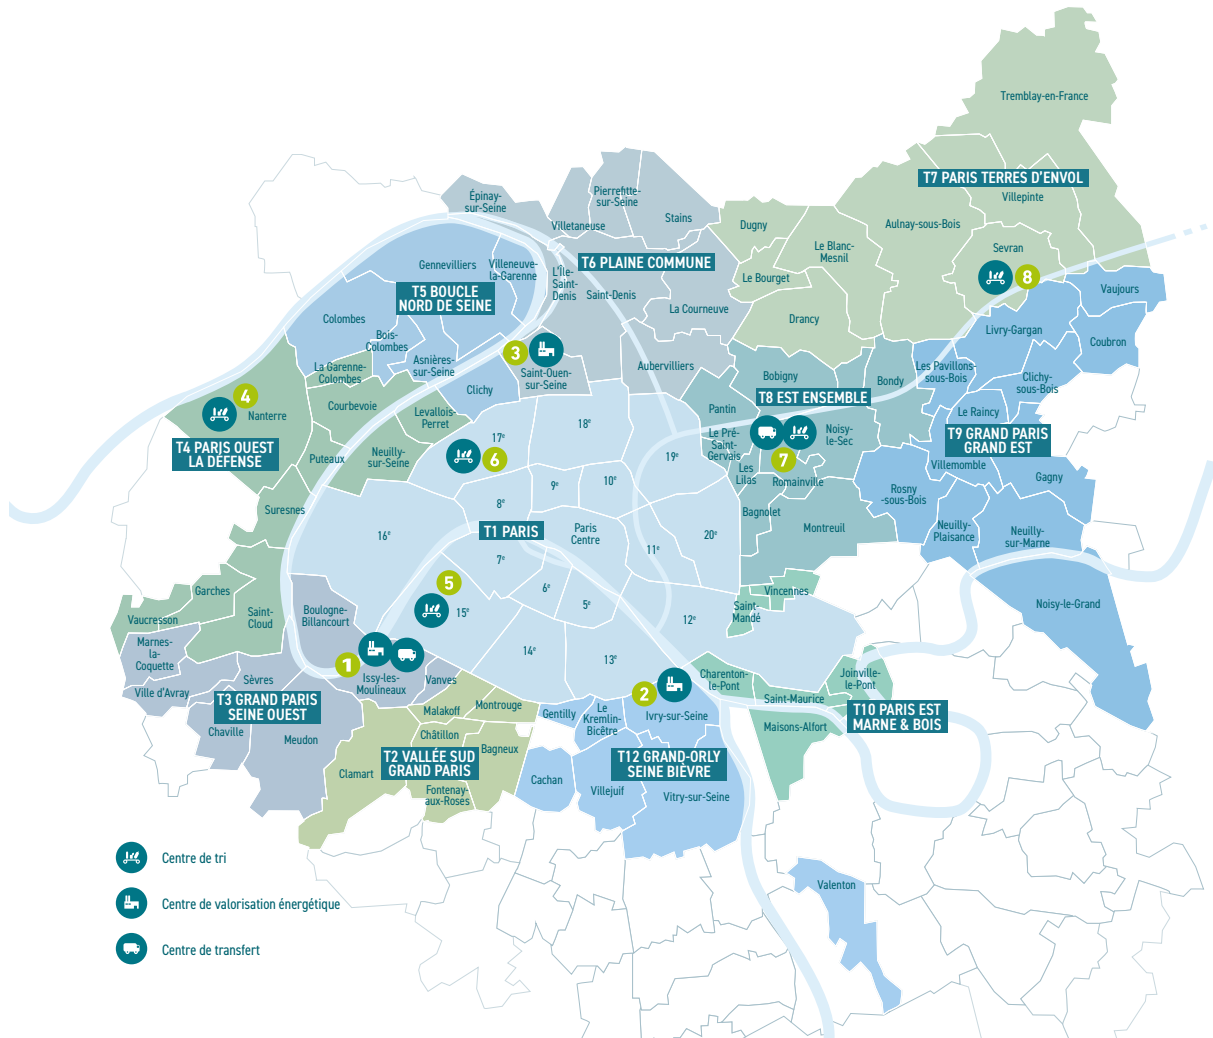 Tremblay-en-France
T7 PARIS TERRES D'ENVOL
Villepinte
Aulnay-sous-Bois
Sevran
8
Épinay-
sur-Seine
Pierrefitte-
sur-Seine
Villetaneuse
Stains
Dugny
Le Blanc-
Mesnil
Le Bourget
Drancy
T6 PLAINE COMMUNE
L'Île-
Saint-
Denis
Saint-Denis
La Courneuve
Aubervilliers
Gennevilliers
Villeneuve-
la-Garenne
T5 BOUCLE
NORD DE SEINE
Colombes
Bois-
Colombes
Asnières-
sur-Seine
Clichy
3
Saint-Ouen-
sur-Seine
Vaujours
Livry-Gargan
Coubron
Les Pavillons-
sous-Bois
Clichy-
sous-Bois
Le Raincy
T9 GRAND PARIS
GRAND EST
Villemomble
Gagny
Rosny
-sous-Bois
Neuilly-
Plaisance
Neuilly-
sur-Marne
Noisy-le-Grand
La Garenne-
Colombes
Courbevoie
4
Nanterre
T4 PARIS OUEST
LA DÉFENSE
Levallois-
Perret
Neuilly-
sur-Seine
Puteaux
Suresnes
Garches
Vaucresson
Saint-
Cloud
Bobigny
Bondy
T8 EST ENSEMBLE
Pantin
Le Pré-
Saint-
Gervais
Noisy-
le-Sec
7
Les
Lilas
Romainville
Bagnolet
Montreuil
17e
6
18e
19e
9e
10e
8e
T1 PARIS
Paris
Centre
16e
7e
11e
20e
6e
5e
5
15e
14e
13e
12e
Vincennes
Saint-
Mandé
Charenton-
le-Pont
Joinville-
le-Pont
Saint-Maurice
T10 PARIS EST
MARNE & BOIS
Maisons-Alfort
Boulogne-
Billancourt
Marnes-
la-
Coquette
1
Issy-les-
Moulineaux
Vanves
Sèvres
Ville d'Avray
T3 GRAND PARIS
SEINE OUEST
Chaville
Meudon
Malakoff
Montrouge
Châtillon
Bagneux
T2 VALLÉE SUD
GRAND PARIS
Clamart
Fontenay-
aux-Roses
2
Gentilly
Le
Kremlin-
Bicêtre
Ivry-sur-Seine
T12 GRAND-ORLY
SEINE BIÈVRE
Cachan
Villejuif
Vitry-sur-Seine
Valenton
Centre de tri
Centre de valorisation énergétique
Centre de transfert